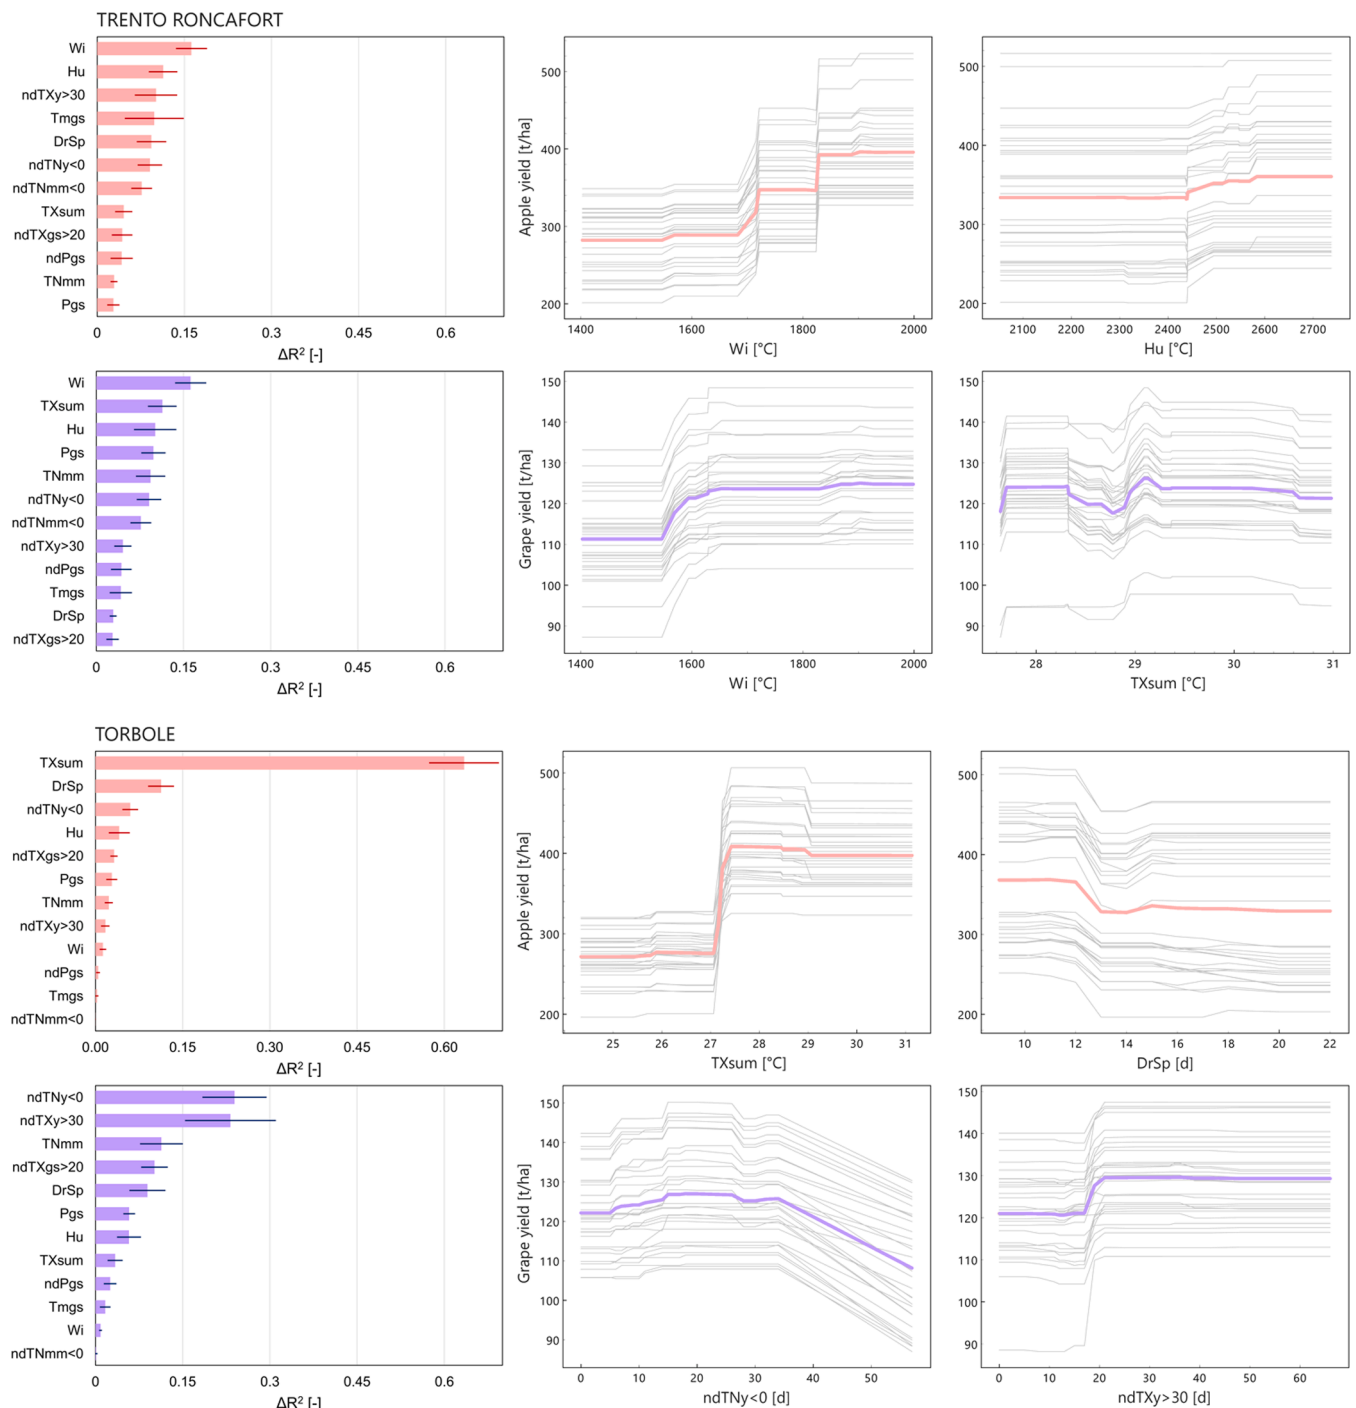 TRENTO RONCAFORT
Wi
Hu
ndTXy>30
Tmgs
DrSp
ndTNy<0
ndTNmm<0
TXsum
ndTXgs>20
ndPgs
TNmm
Pgs
0 0.15 0.3 0.45 0.6
ΔR² [-]
Apple yield [t/ha]
500
400
300
200
1400 1600 1800 2000
Wi [°C]
500
400
300
200
2100 2200 2300 2400 2500 2600 2700
Hu [°C]
Wi
TXsum
Hu
Pgs
TNmm
ndTNy<0
ndTNmm<0
ndTXy>30
ndPgs
Tmgs
DrSp
ndTXgs>20
0 0.15 0.3 0.45 0.6
ΔR² [-]
Grape yield [t/ha]
150
140
130
120
110
100
90
1400 1600 1800 2000
Wi [°C]
150
140
130
120
110
100
90
28 29 30 31
TXsum [°C]
TORBOLE
TXsum
DrSp
ndTNy<0
Hu
ndTXgs>20
Pgs
TNmm
ndTXy>30
Wi
ndPgs
Tmgs
ndTNmm<0
0.00 0.15 0.30 0.45 0.60
ΔR² [-]
Apple yield [t/ha]
500
400
300
200
25 26 27 28 29 30 31
TXsum [°C]
500
400
300
200
10 12 14 16 18 20 22
DrSp [d]
ndTNy<0
ndTXy>30
TNmm
ndTXgs>20
DrSp
Pgs
Hu
TXsum
ndPgs
Tmgs
Wi
ndTNmm<0
0 0.15 0.3 0.45 0.6
ΔR² [-]
Grape yield [t/ha]
150
140
130
120
110
100
90
0 10 20 30 40 50
ndTNy<0 [d]
150
140
130
120
110
100
90
0 10 20 30 40 50 60
ndTXy>30 [d]